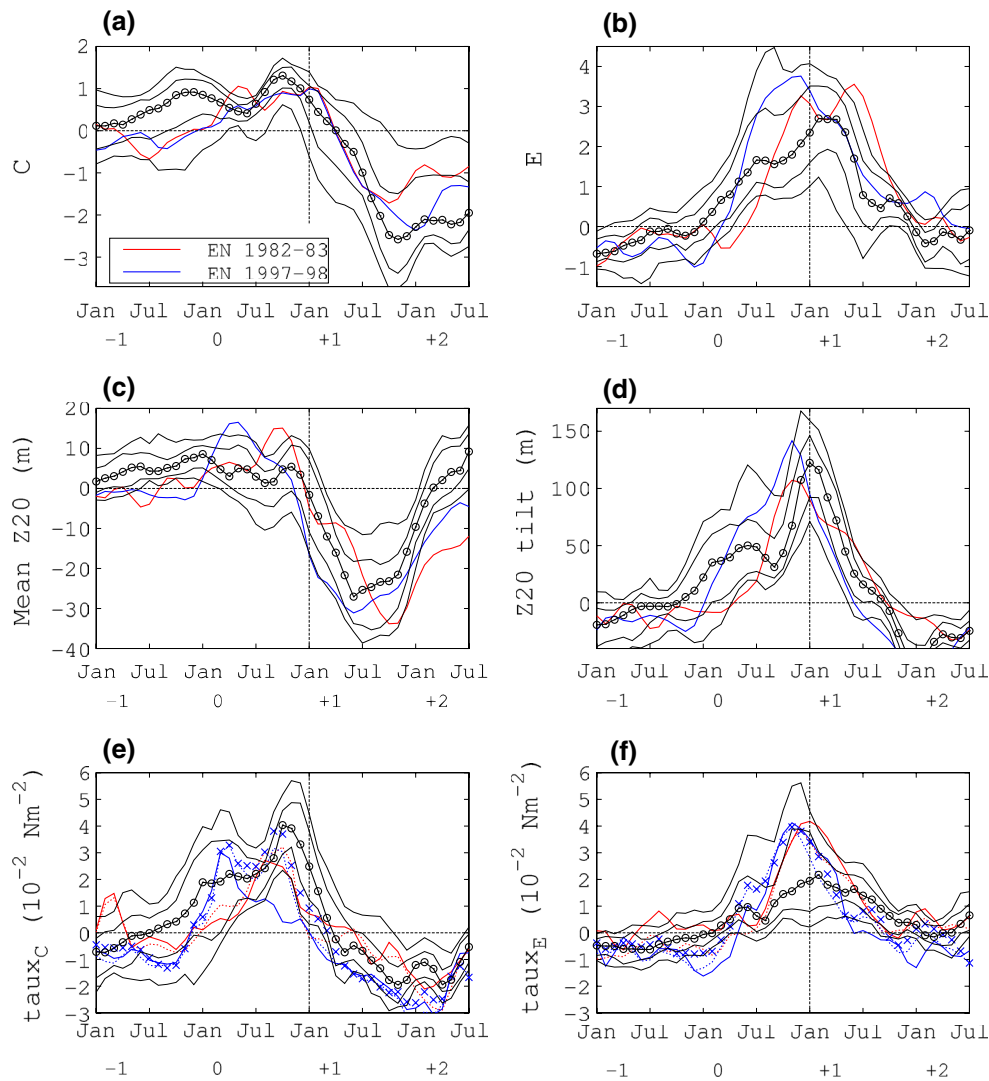 (a)
C
2
1
0
−1
−2
−3
EN 1982−83
EN 1997−98
Jan Jul Jan Jul Jan Jul Jan Jul
−1 0 +1 +2
(b)
E
4
3
2
1
0
−1
Jan Jul Jan Jul Jan Jul Jan Jul
−1 0 +1 +2
(c)
Mean Z20 (m)
20
10
0
−10
−20
−30
−40
Jan Jul Jan Jul Jan Jul Jan Jul
−1 0 +1 +2
(d)
Z20 tilt (m)
150
100
50
0
Jan Jul Jan Jul Jan Jul Jan Jul
−1 0 +1 +2
(e)
taux_C (10^−2 Nm^−2)
6
5
4
3
2
1
0
−1
−2
−3
Jan Jul Jan Jul Jan Jul Jan Jul
−1 0 +1 +2
(f)
taux_E (10^−2 Nm^−2)
6
5
4
3
2
1
0
−1
−2
−3
Jan Jul Jan Jul Jan Jul Jan Jul
−1 0 +1 +2